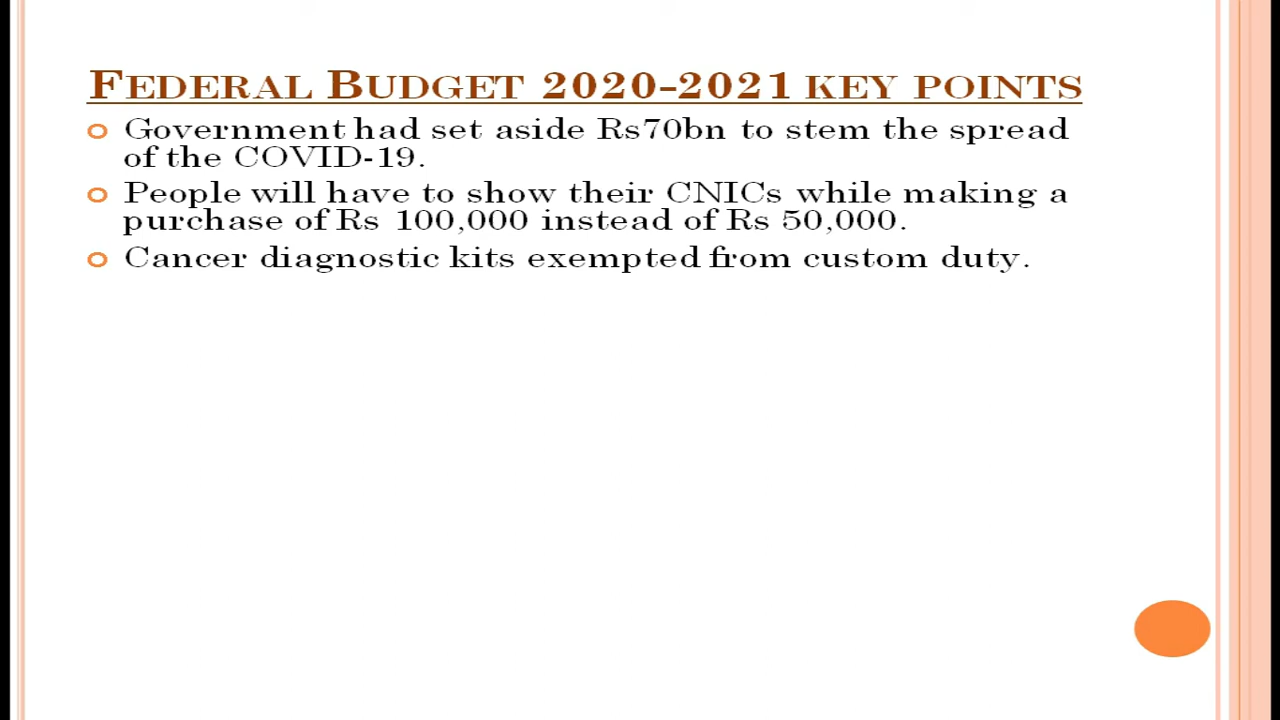 FEDERAL BUDGET 2020-2021 KEY POINTS
Government had set aside Rs70bn to stem the spread
of the COVID-19.
People will have to show their CNICs while making a
purchase of Rs 100,000 instead of Rs 50,000.
Cancer diagnostic kits exempted from custom duty.